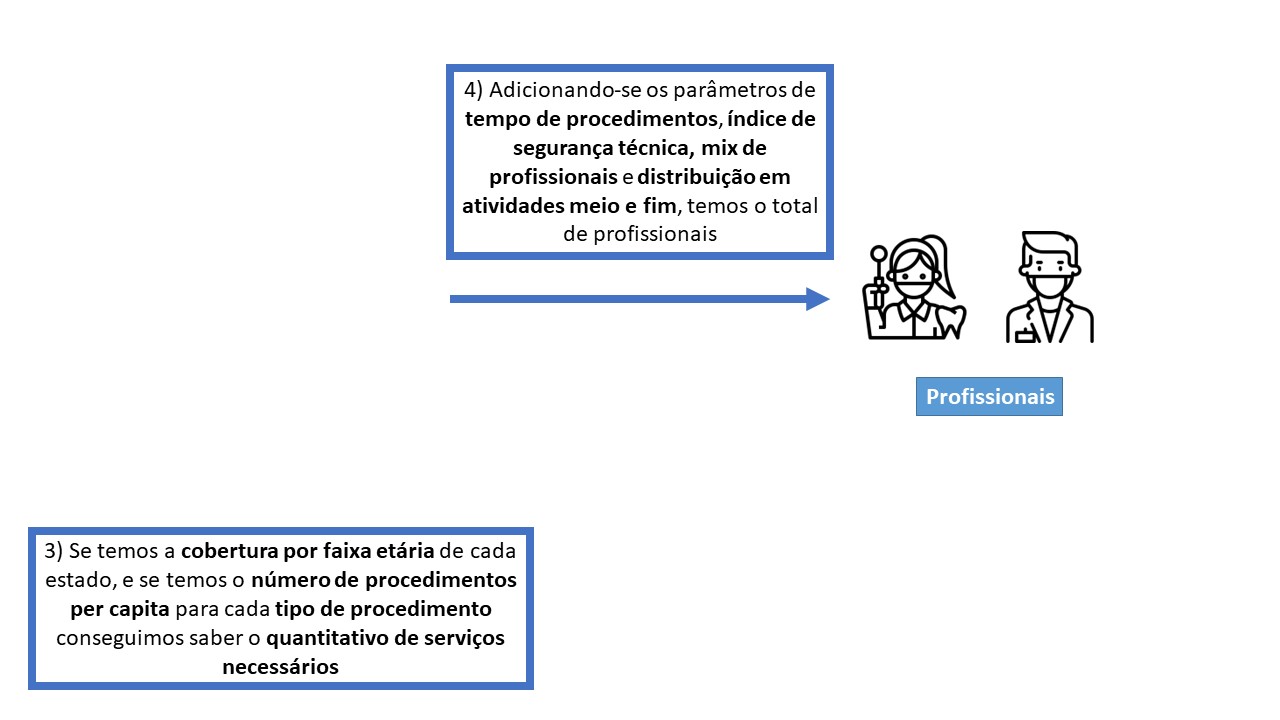 4) Adicionando-se os parâmetros de
tempo de procedimentos, índice de
segurança técnica, mix de
profissionais e distribuição em
atividades meio e fim, temos o total
de profissionais
Profissionais
3) Se temos a cobertura por faixa etária de cada
estado, e se temos o número de procedimentos
per capita para cada tipo de procedimento
conseguimos saber o quantitativo de serviços
necessários